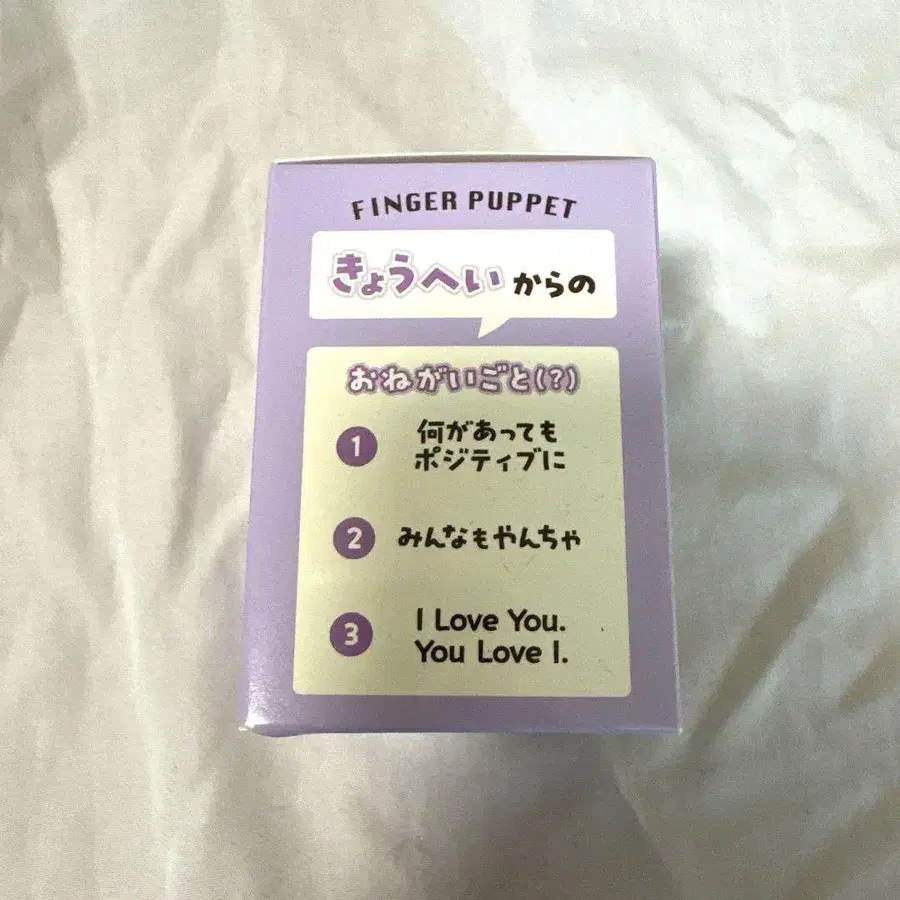 FINGER PUPPET
きょうへいからの
おねがいごと(?)
1 何があっても
ポジティブに
2 みんなもやんちゃ
3 I Love You.
You Love I.